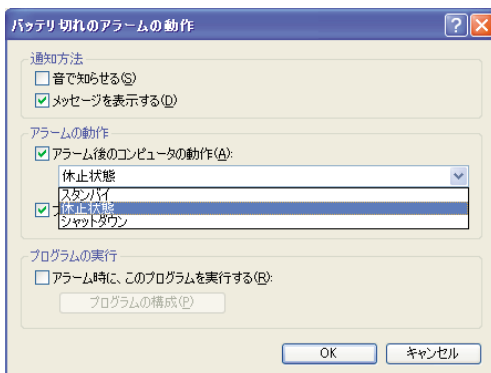 バッテリ切れのアラームの動作
通知方法
音で知らせる(S)
メッセージを表示する(D)
アラームの動作
アラーム後のコンピュータの動作(A):
休止状態
スタンバイ
休止状態
シャットダウン
プログラムの実行
アラーム時に、このプログラムを実行する(R):
プログラムの構成(P)
OK
キャンセル